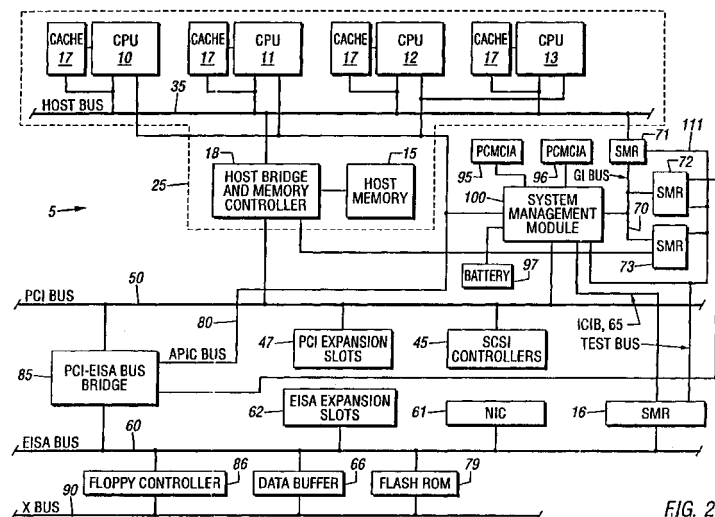 CACHE 17 CPU 10 CACHE 17 CPU 11 CACHE 17 CPU 12 CACHE 17 CPU 13
HOST BUS 35
71 111
PCMCIA PCMCIA SMR 72
18 15 95 96 GI BUS SMR
25 HOST BRIDGE AND MEMORY CONTROLLER HOST MEMORY 100 SYSTEM MANAGEMENT MODULE 70 SMR
5
BATTERY 97 73
PCI BUS 50
80 ICIB, 65
APIC BUS 47 PCI EXPANSION SLOTS 45 SCSI CONTROLLERS TEST BUS
85 PCI-EISA BUS BRIDGE
62 EISA EXPANSION SLOTS 61 NIC 16 SMR
EISA BUS 60
FLOPPY CONTROLLER 86 DATA BUFFER 66 FLASH ROM 79
X BUS 90
FIG. 2